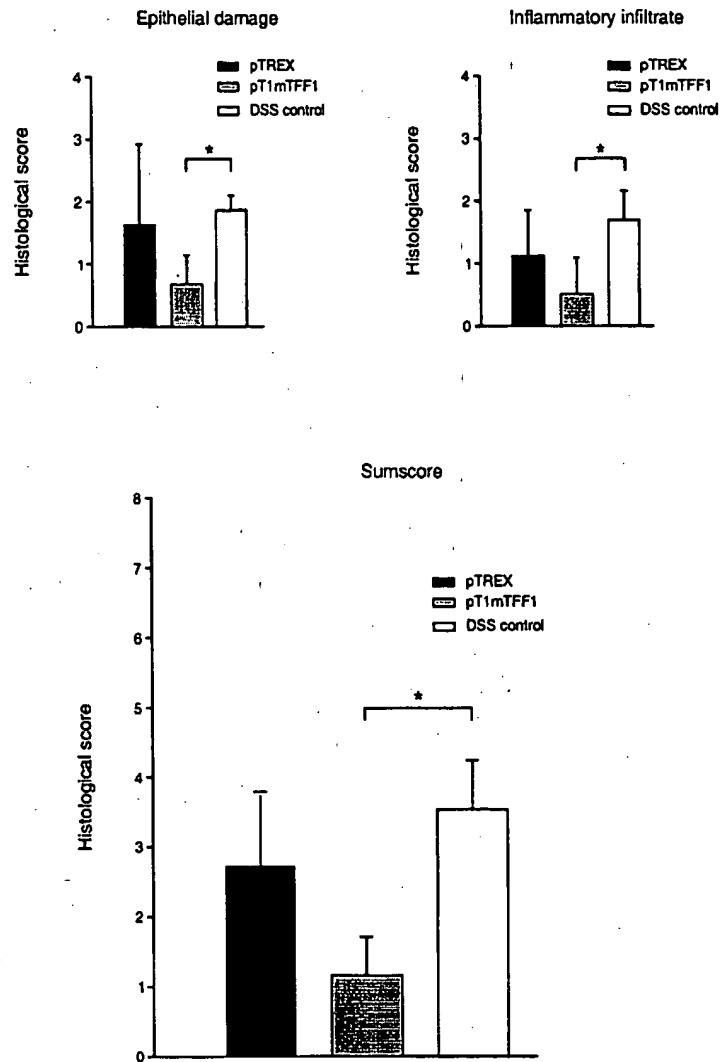 Epithelial damage
pTREX
pT1mTFF1
DSS control
4
3
2
1
0
Histological score
*
Inflammatory infiltrate
pTREX
pT1mTFF1
DSS control
4
3
2
1
0
Histological score
*
Sumscore
pTREX
pT1mTFF1
DSS control
8
7
6
5
4
3
2
1
0
Histological score
*